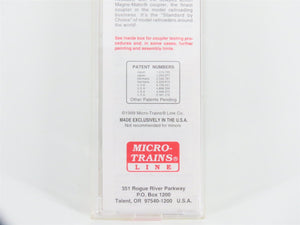 Magne-Matic® coupler, the finest
coupler in the model railroading
business. It's the "Standard by
Choice" of model railroaders around
the world!
See inside box for coupler testing pro-
cedures and, in some cases, further
painting and assembly hints.
PATENT NUMBERS
Other Patents Pending
©1989 Micro-Trains® Line Co.
MADE EXCLUSIVELY IN THE U.S.A.
Not recommended for minors
MICRO-
TRAINS®
LINE
351 Rogue River Parkway
P.O. Box 1200
Talent, OR 97540-1200 U.S.A.